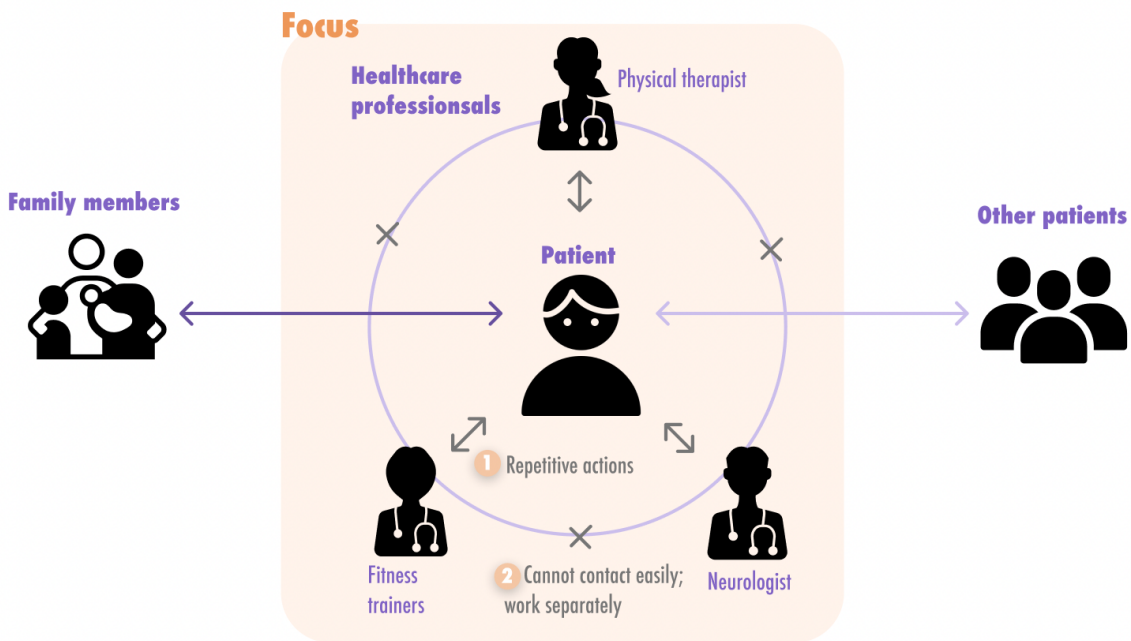 Focus
Healthcare
professionsals
Physical therapist
Family members
Other patients
Patient
1 Repetitive actions
Fitness
trainers
2 Cannot contact easily;
work separately
Neurologist